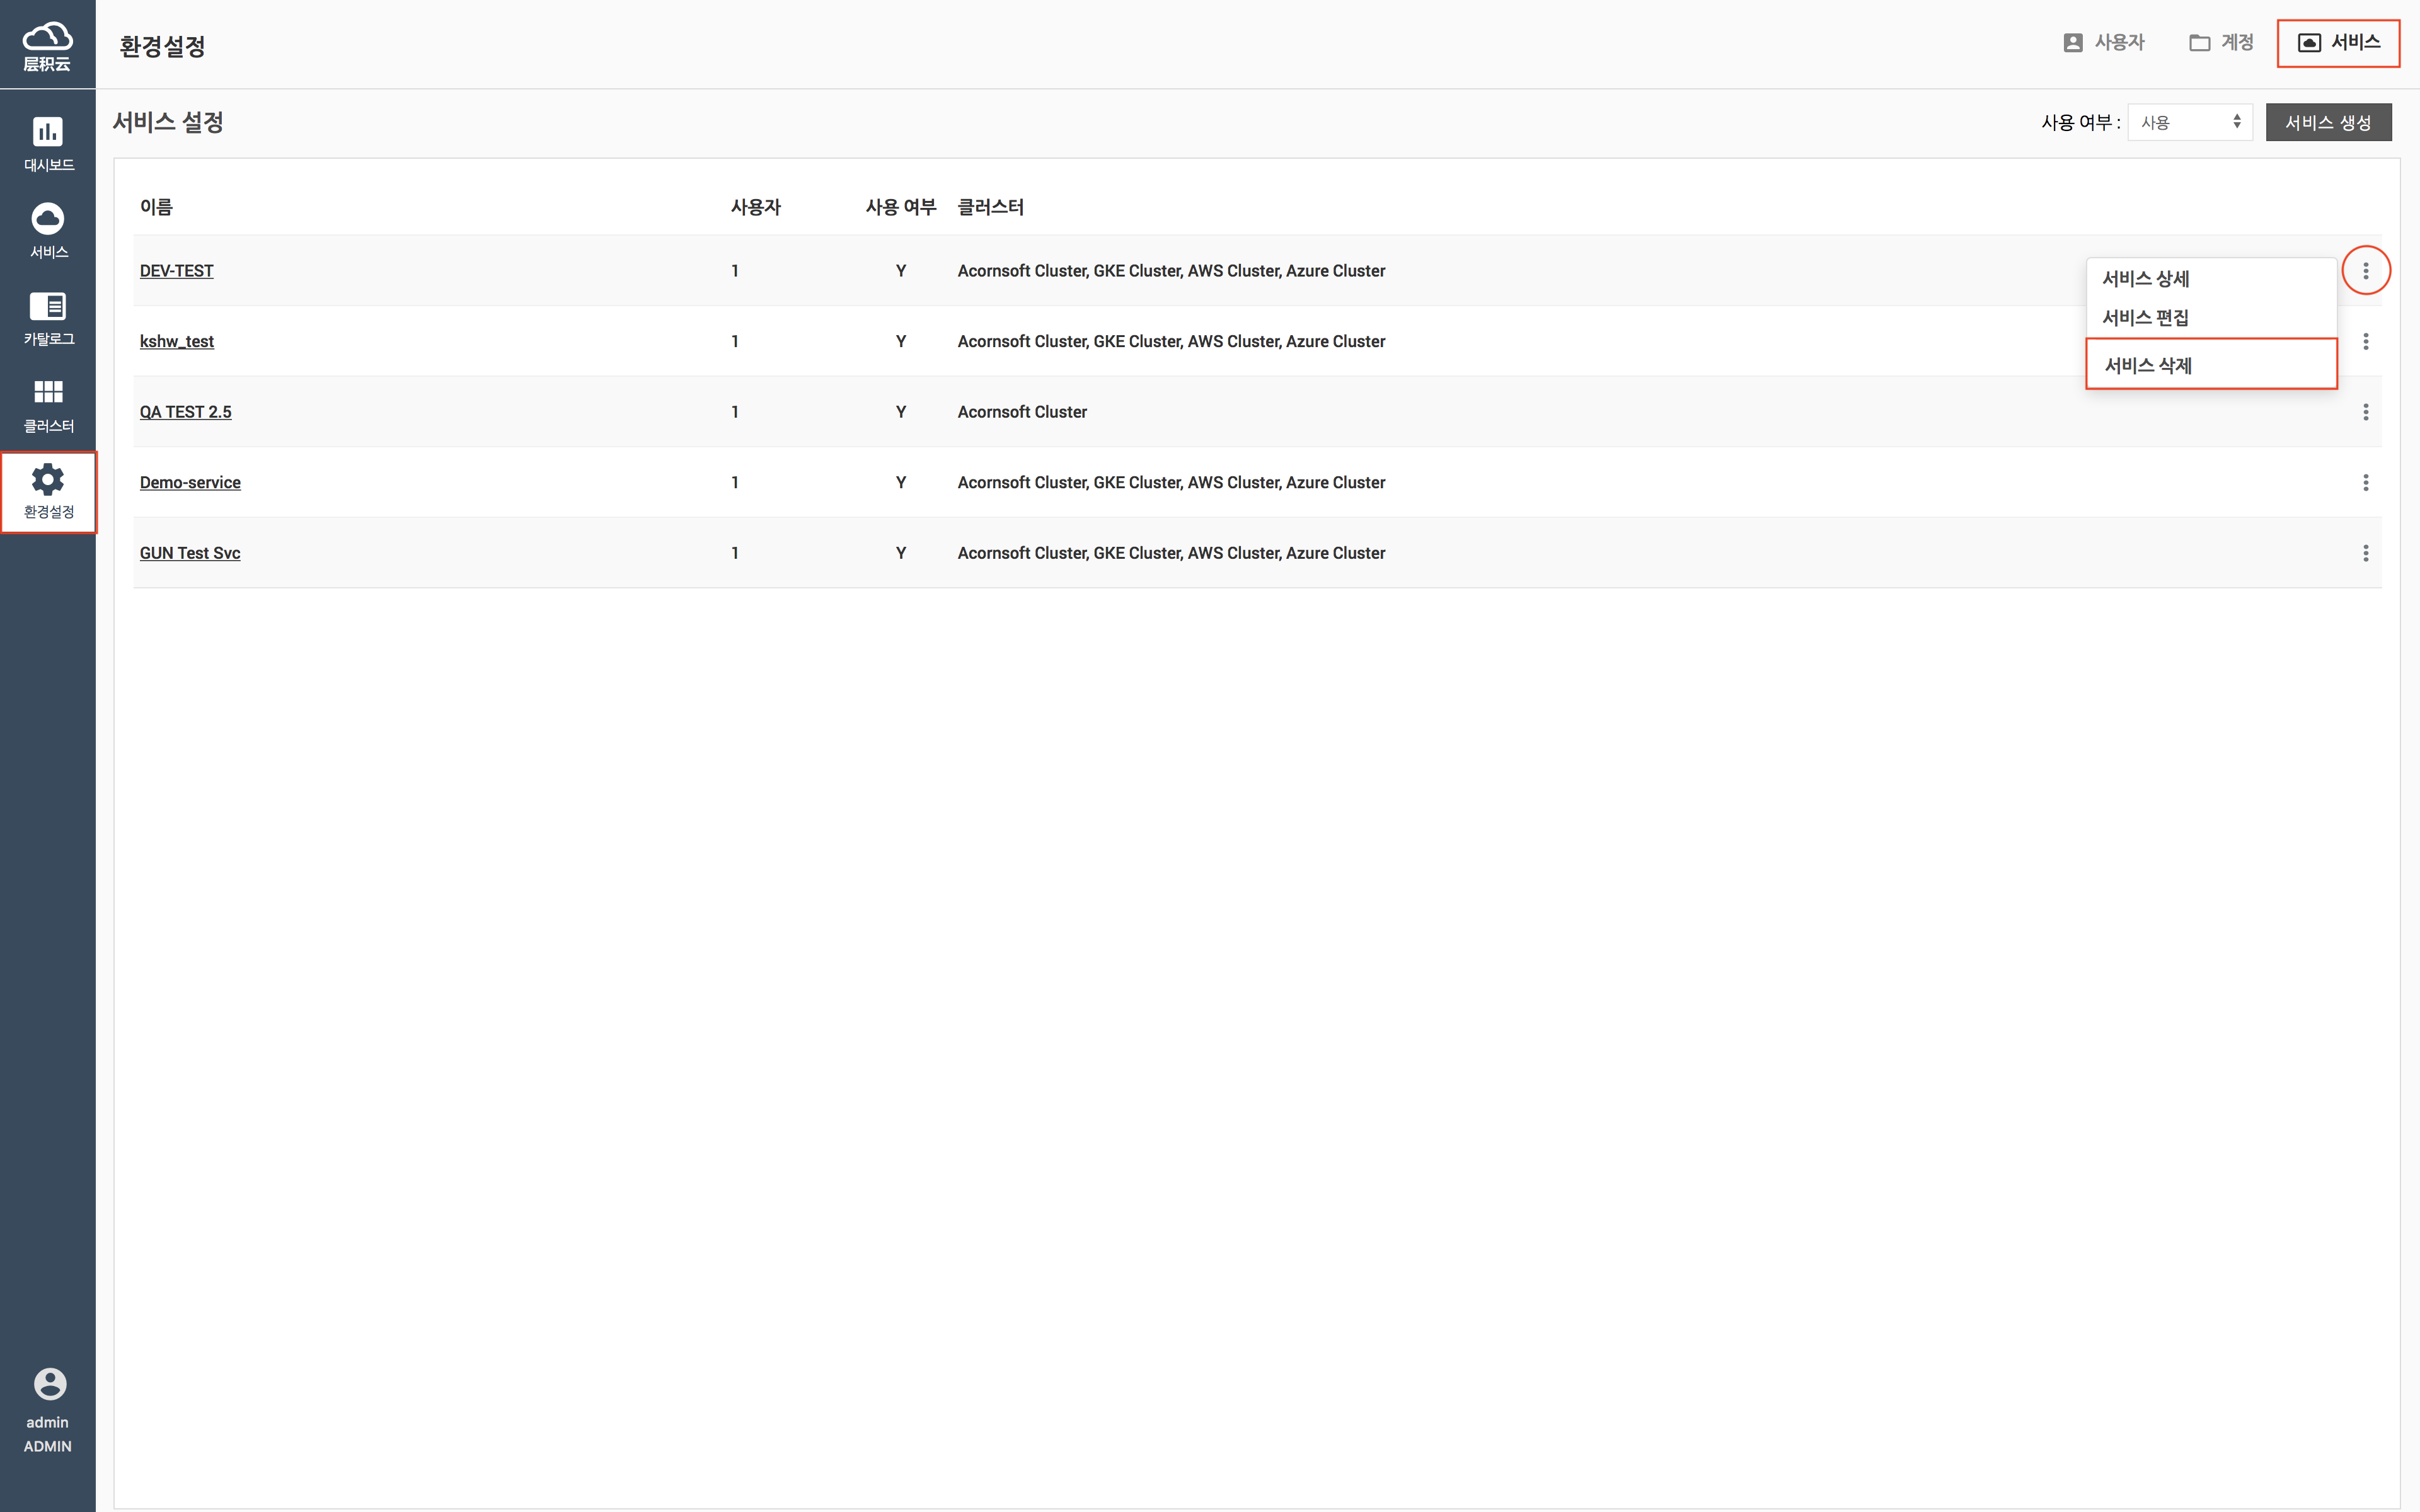 层积云
환경설정
사용자
계정
서비스
대시보드
서비스
카탈로그
클러스터
환경설정
admin
ADMIN
서비스 설정
사용 여부 :
사용
서비스 생성
이름 사용자 사용 여부 클러스터
DEV-TEST 1 Y Acornsoft Cluster, GKE Cluster, AWS Cluster, Azure Cluster
서비스 상세
서비스 편집
서비스 삭제
kshw_test 1 Y Acornsoft Cluster, GKE Cluster, AWS Cluster, Azure Cluster
QA TEST 2.5 1 Y Acornsoft Cluster
Demo-service 1 Y Acornsoft Cluster, GKE Cluster, AWS Cluster, Azure Cluster
GUN Test Svc 1 Y Acornsoft Cluster, GKE Cluster, AWS Cluster, Azure Cluster